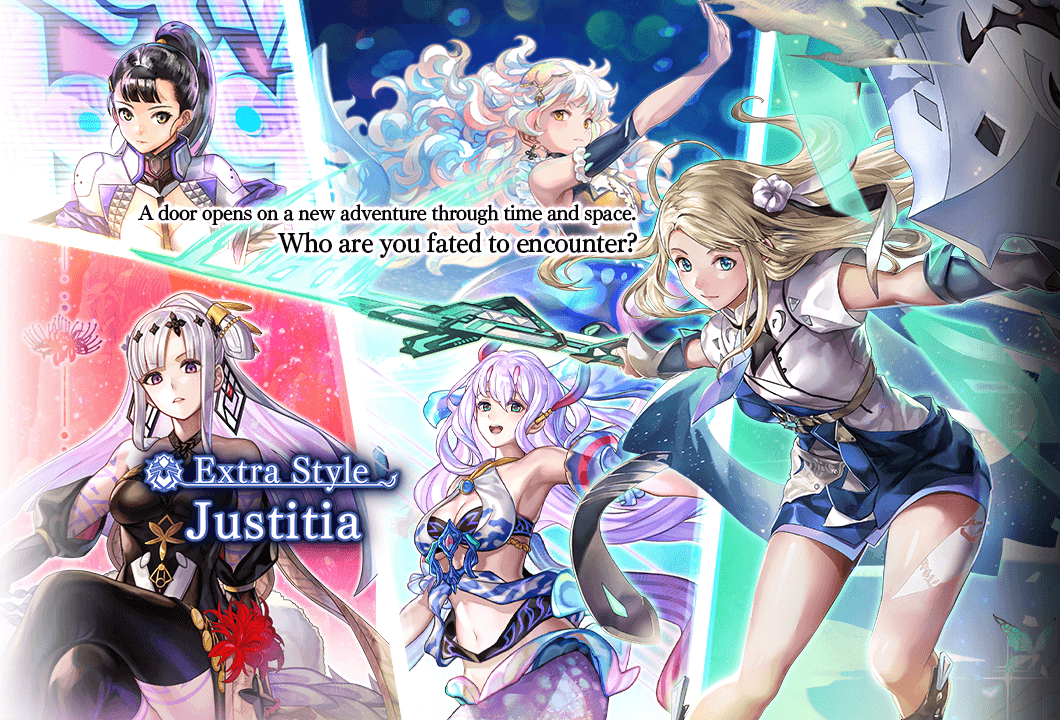 A door opens on a new adventure through time and space.
Who are you fated to encounter?
Extra Style
Justitia